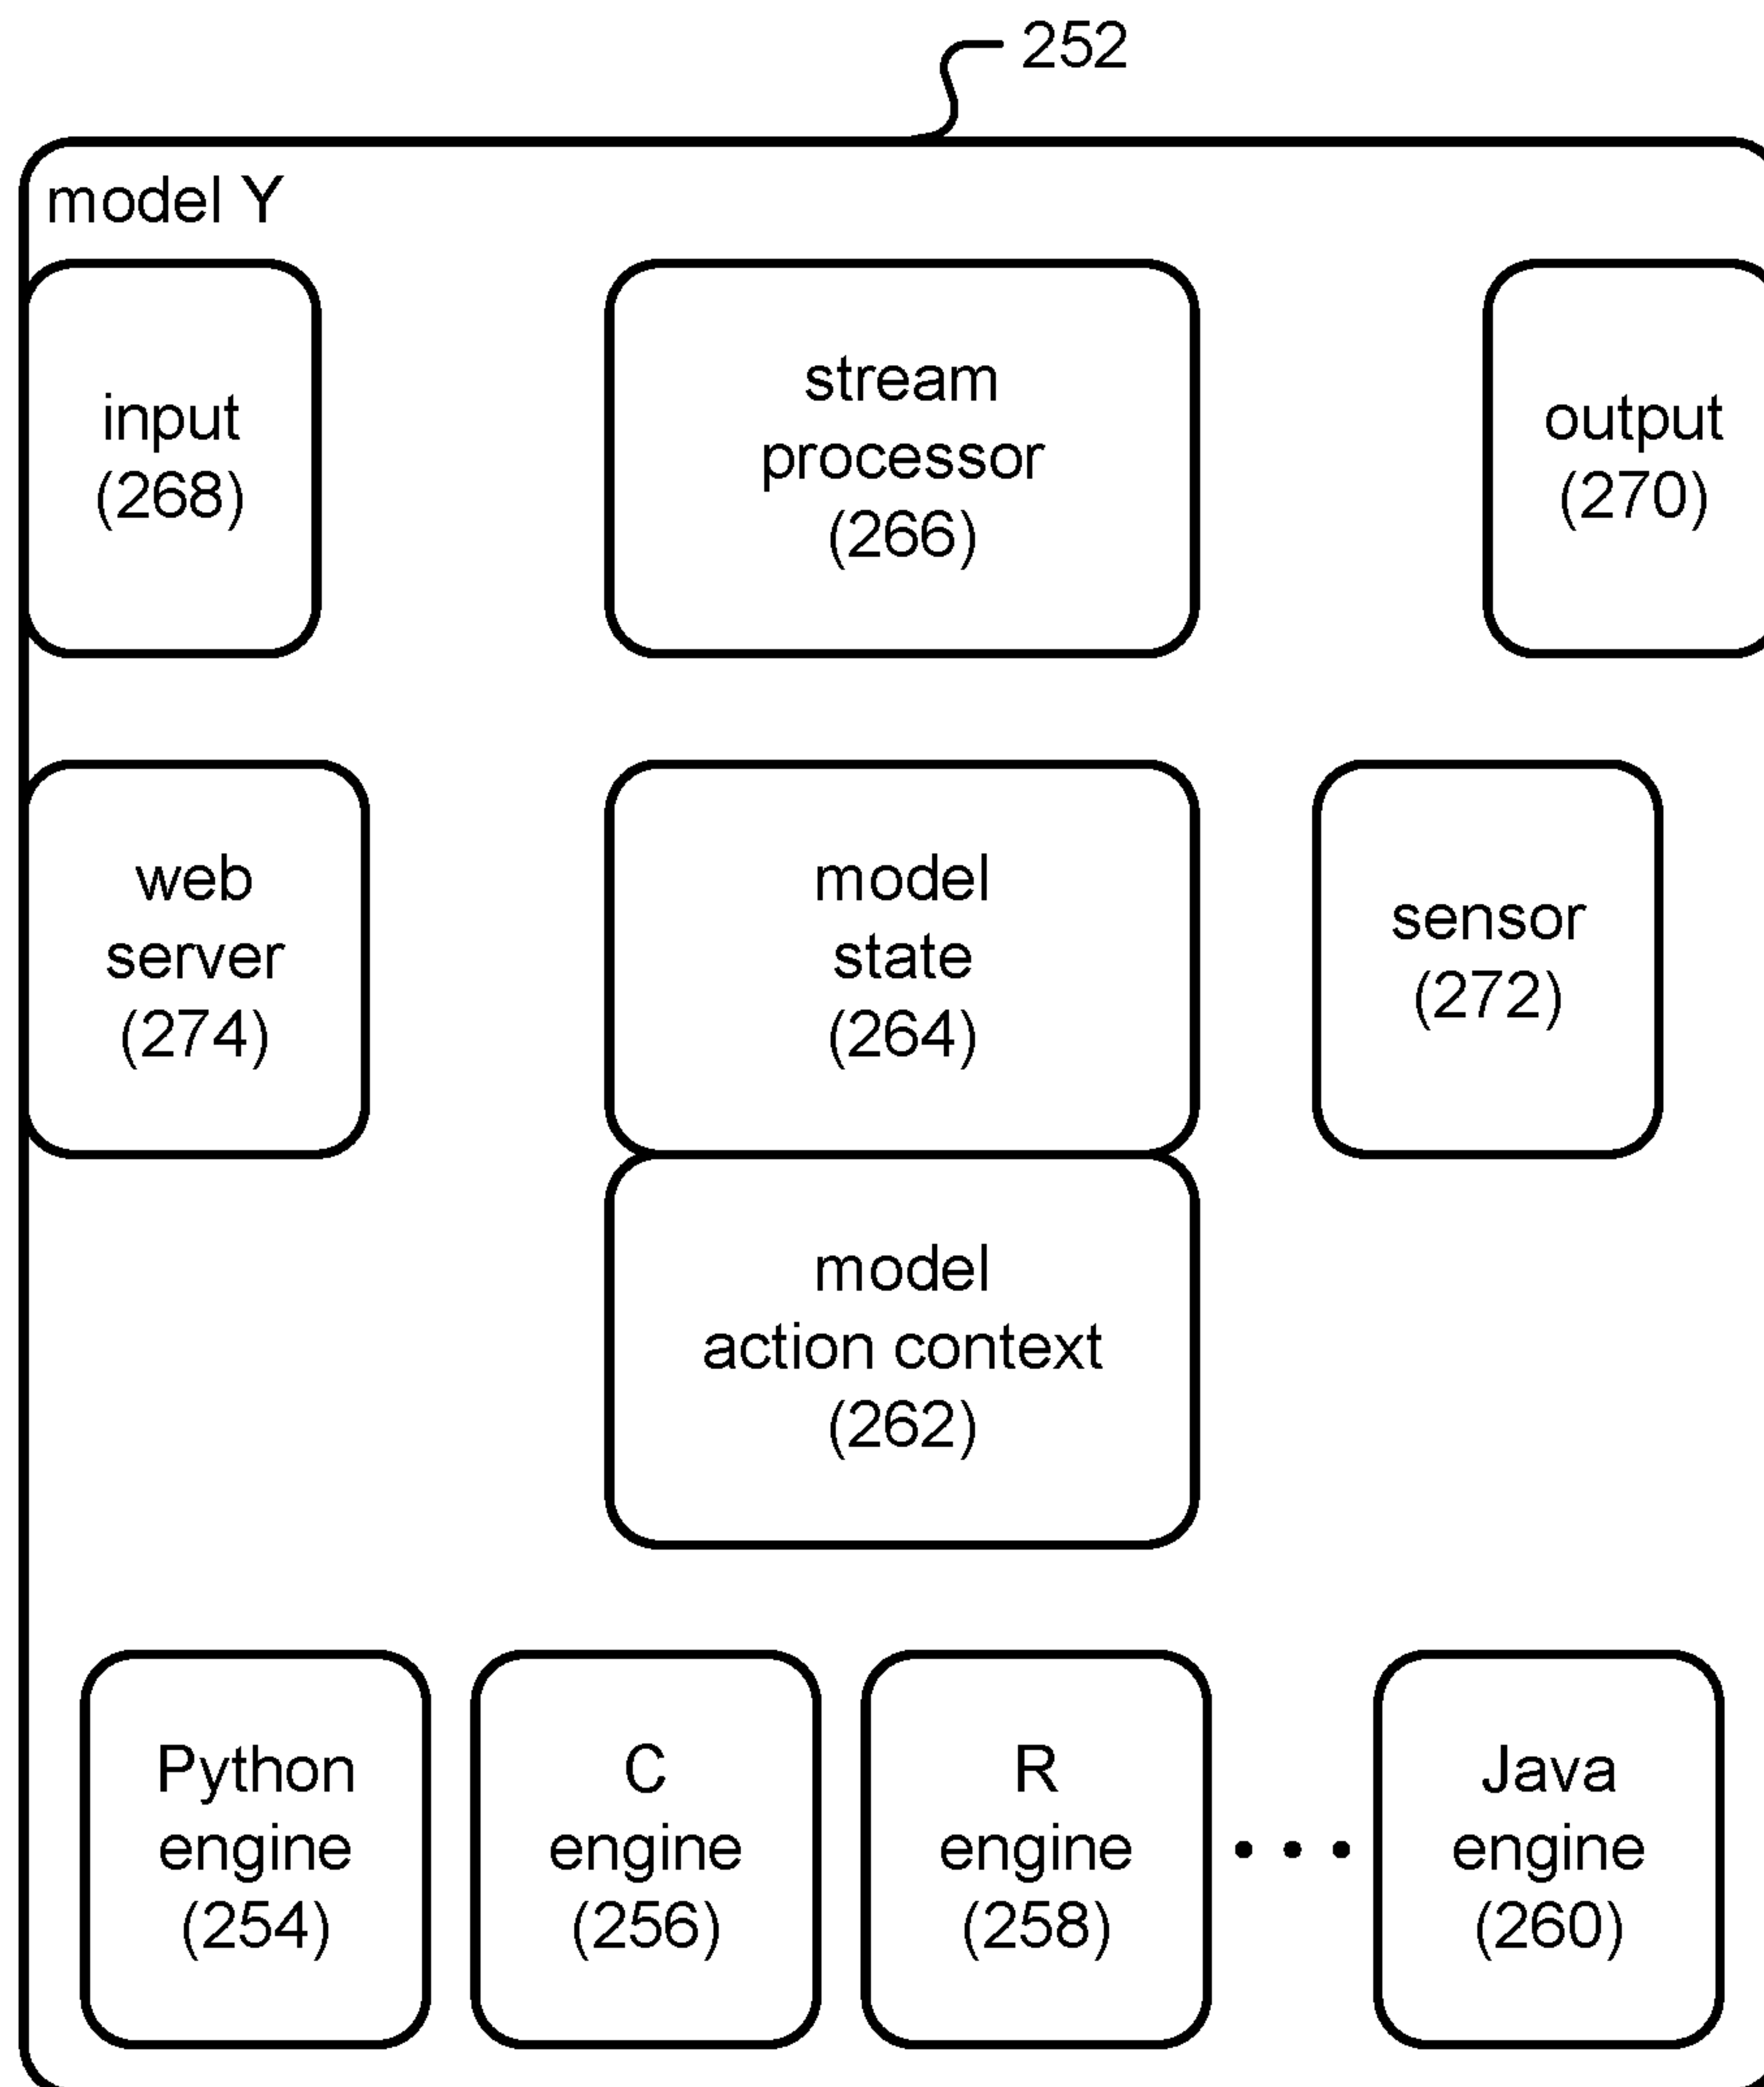 252
model Y
input
(268)
stream
processor
(266)
output
(270)
web
server
(274)
model
state
(264)
sensor
(272)
model
action context
(262)
Python
engine
(254)
C
engine
(256)
R
engine
(258)
• • •
Java
engine
(260)